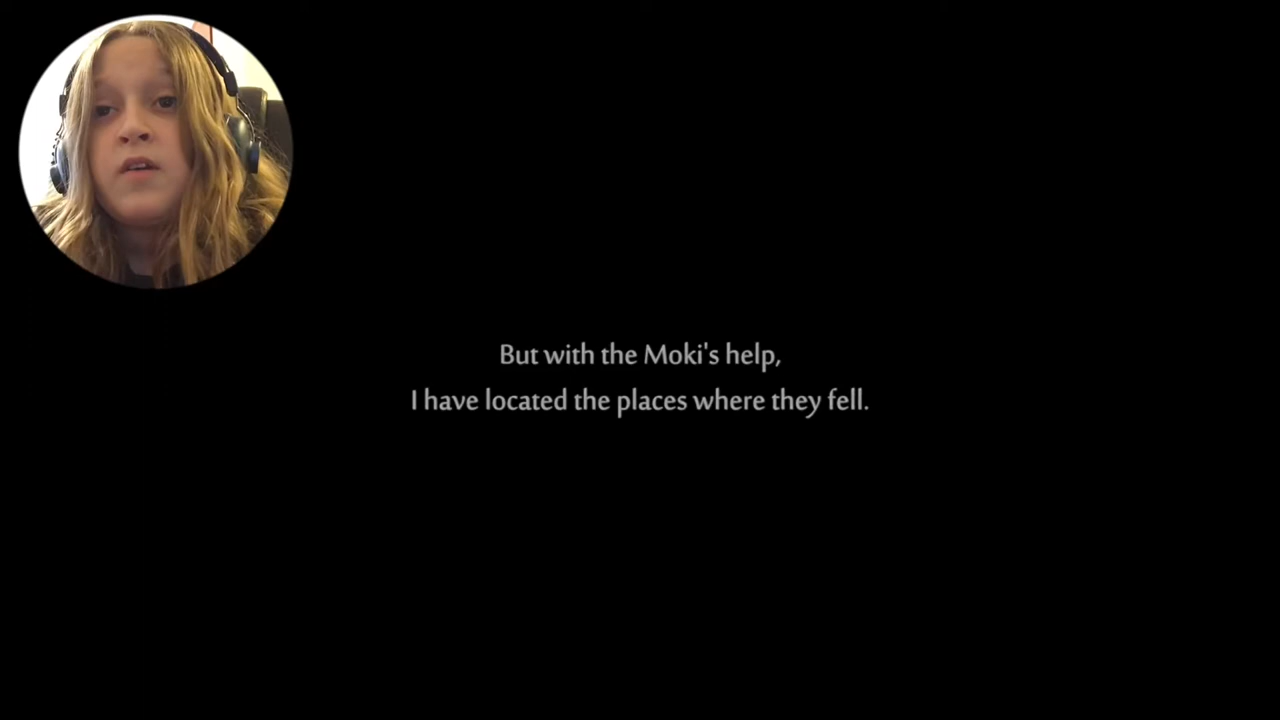 But with the Moki's help,
I have located the places where they fell.